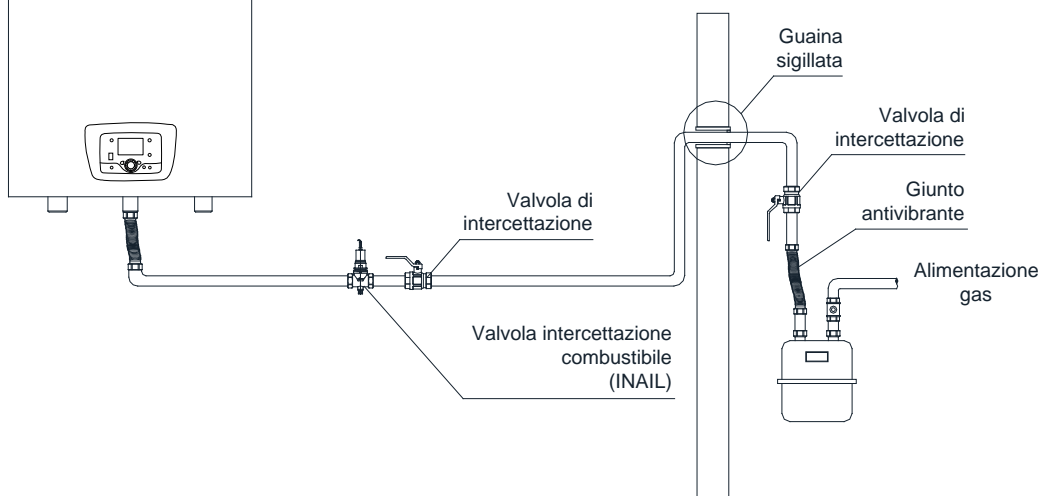 Guaina
sigillata
Valvola di
intercettazione
Valvola di
intercettazione
Giunto
antivibrante
Alimentazione
gas
Valvola intercettazione
combustibile
(INAIL)